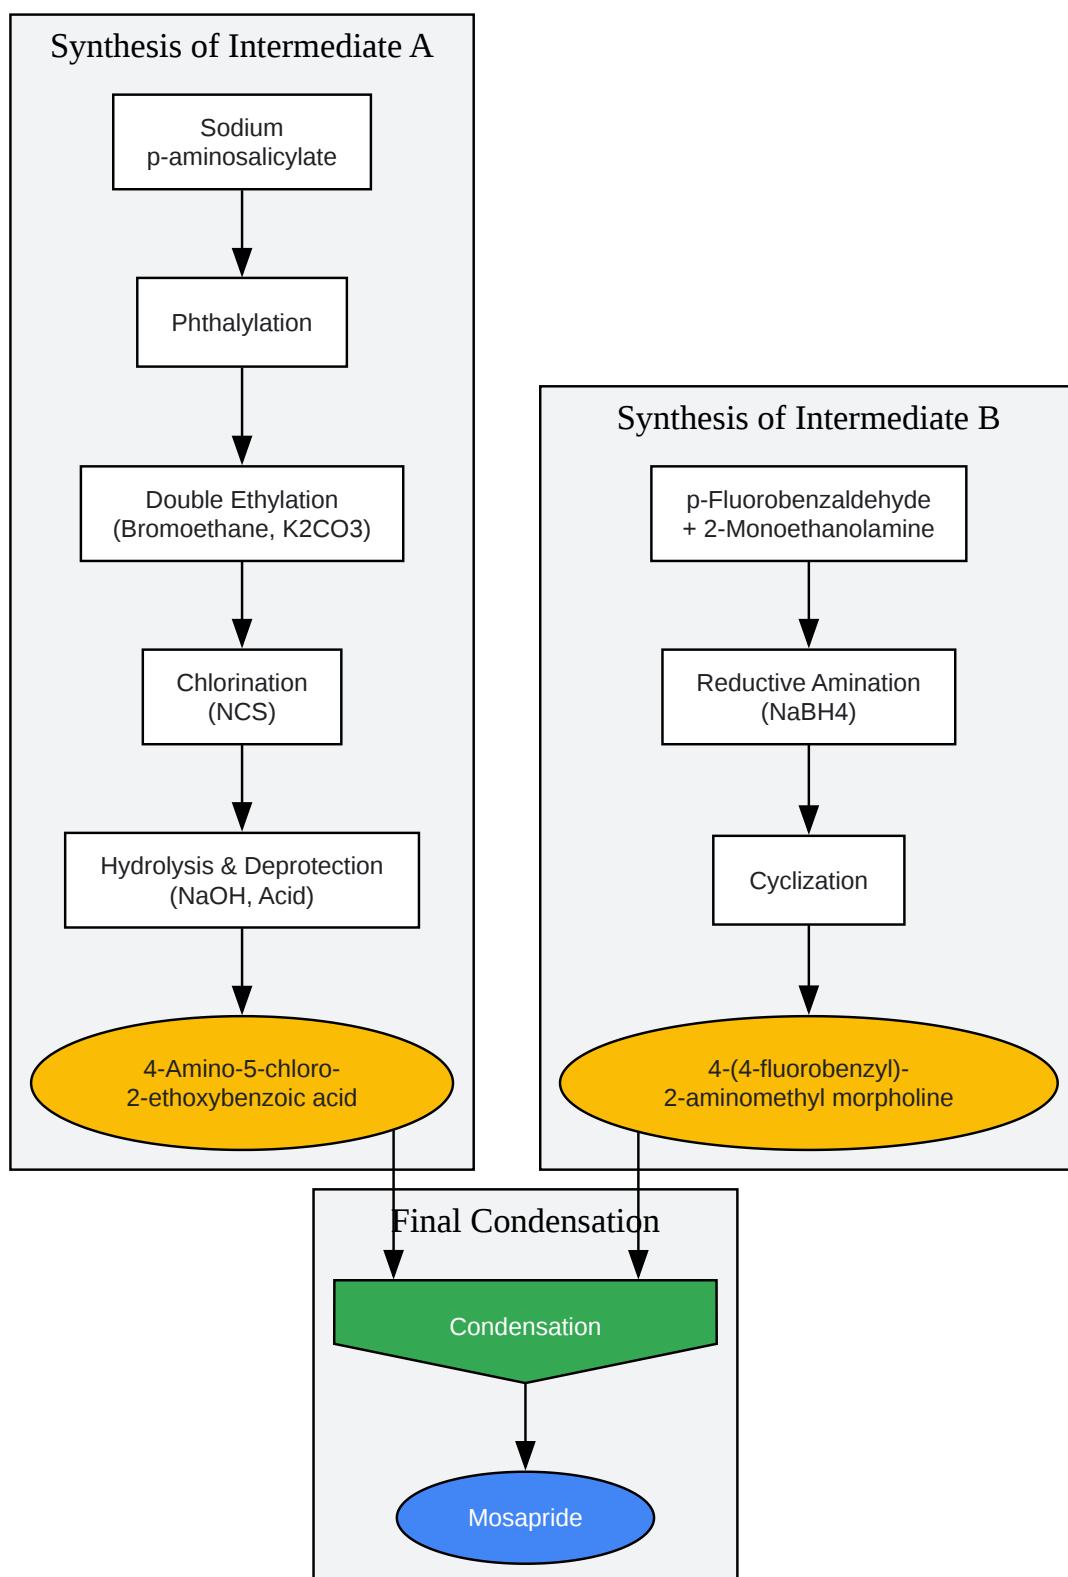 Synthesis of Intermediate A
Sodium
p-aminosalicylate
Phthalylation
Double Ethylation
(Bromoethane, K2CO3)
Chlorination
(NCS)
Hydrolysis & Deprotection
(NaOH, Acid)
4-Amino-5-chloro-
2-ethoxybenzoic acid
Synthesis of Intermediate B
p-Fluorobenzaldehyde
+ 2-Monoethanolamine
Reductive Amination
(NaBH4)
Cyclization
4-(4-fluorobenzyl)-
2-aminomethyl morpholine
Final Condensation
Condensation
Mosapride